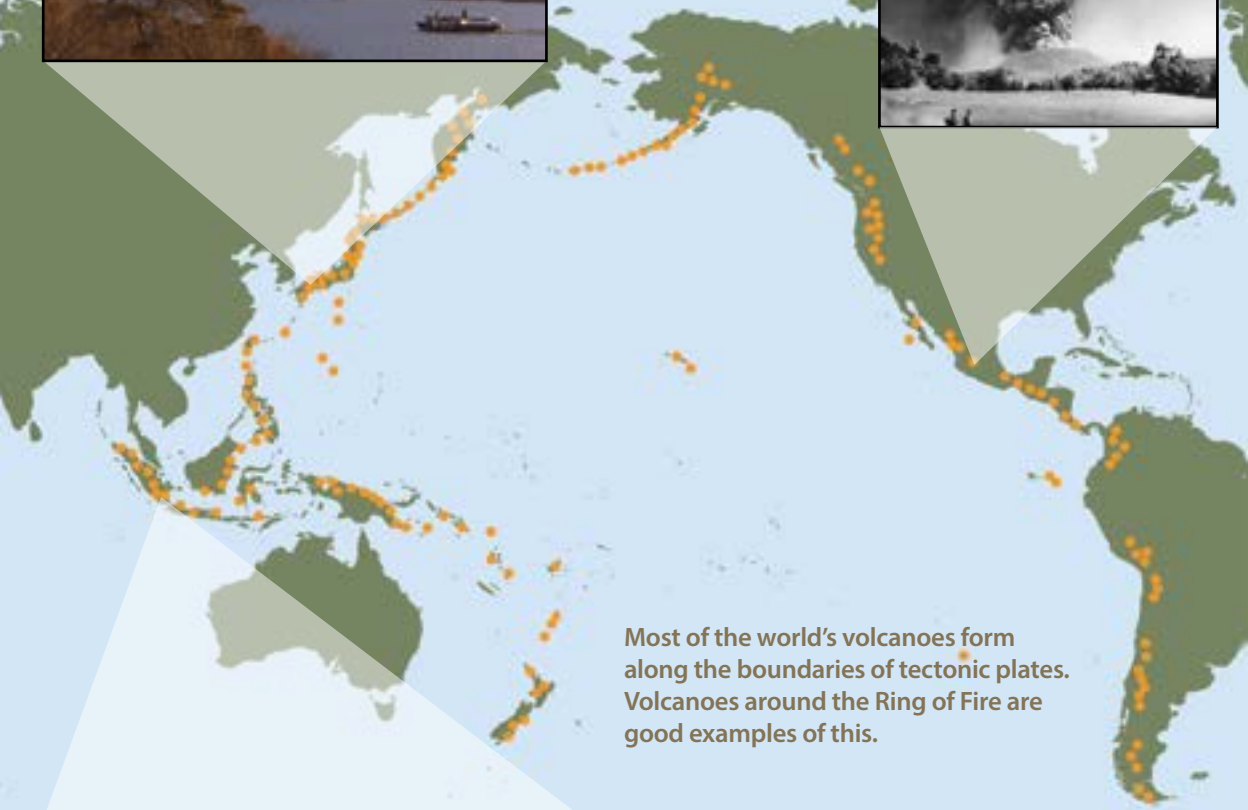 Most of the world’s volcanoes form
along the boundaries of tectonic plates.
Volcanoes around the Ring of Fire are
good examples of this.